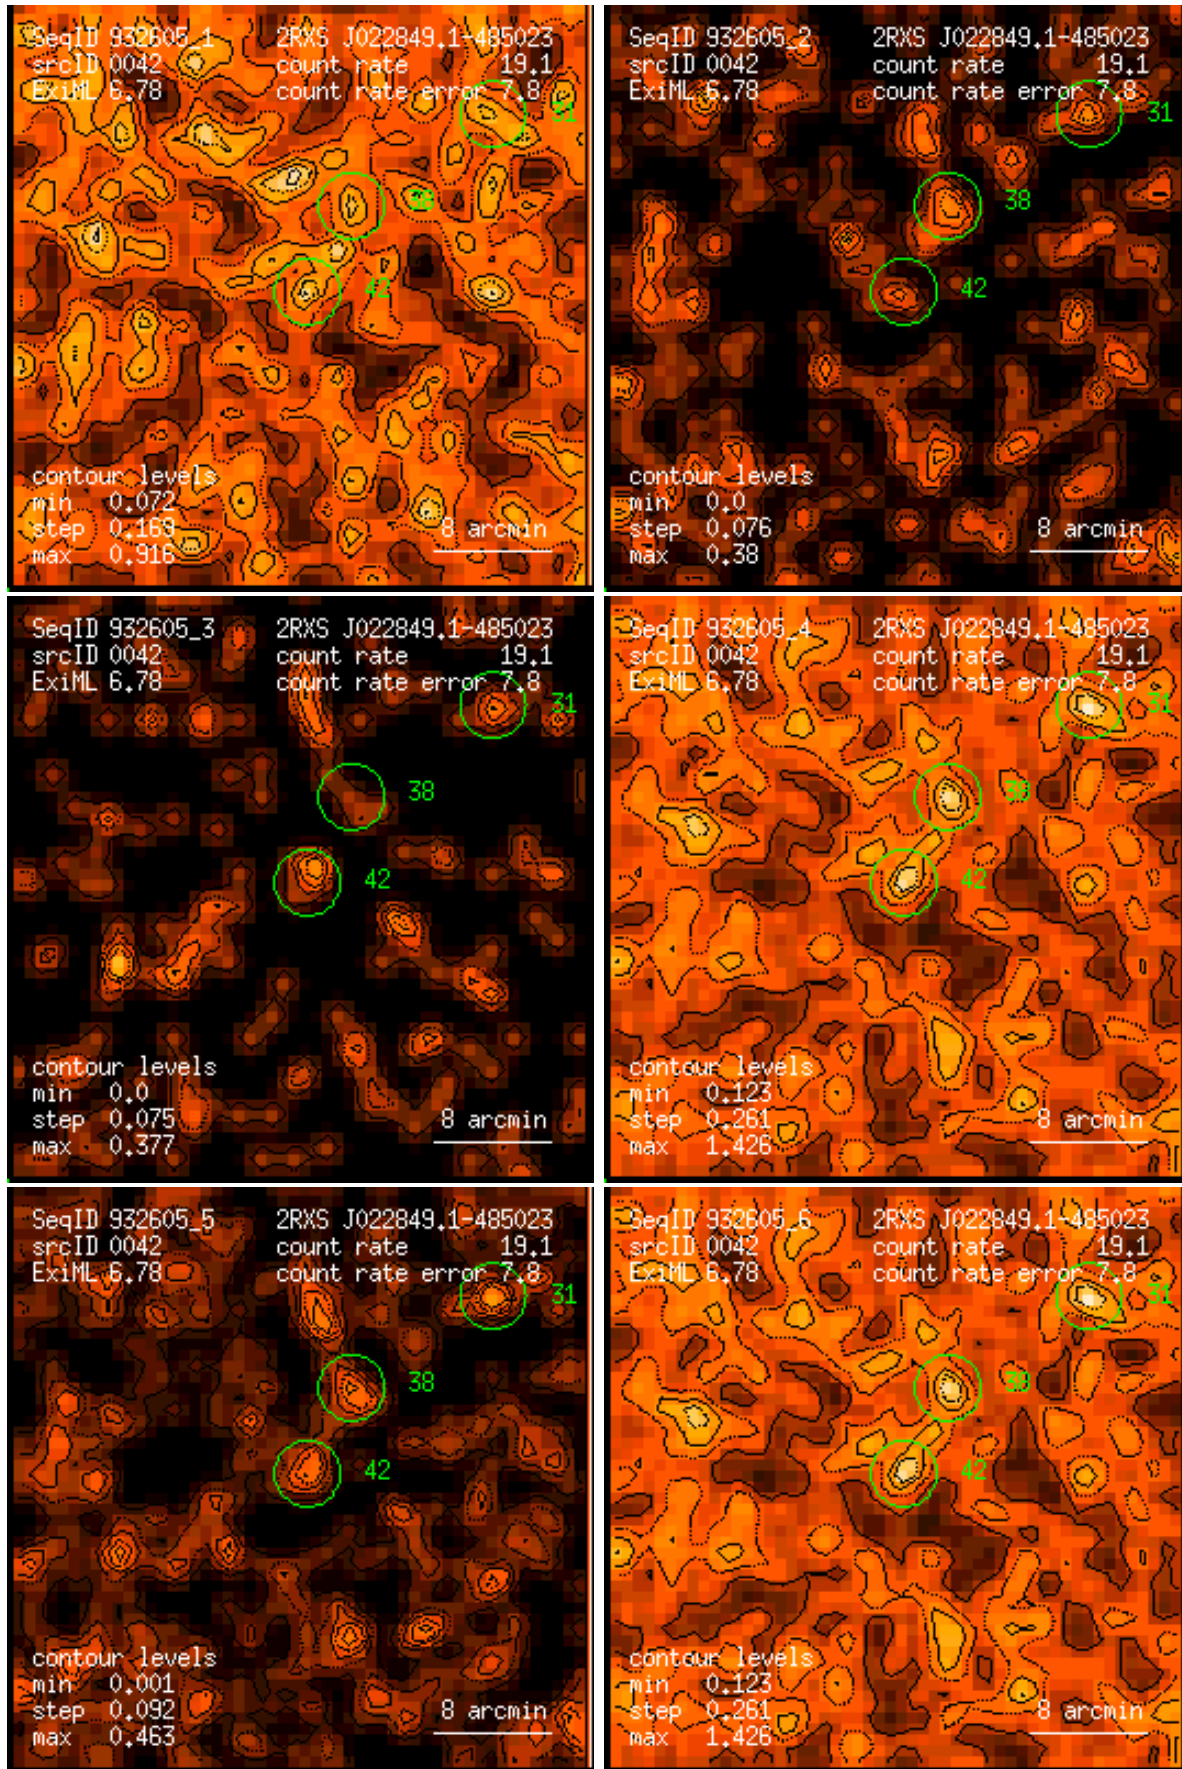 SeqID 932605_1 2RXS J022849.1-485023
srcID 0042 count rate 19.1
ExiML 6.78 count rate error 7.8
31
38
42
contour levels
min 0.072
step 0.169 8 arcmin
max 0.916
SeqID 932605_2 2RXS J022849.1-485023
srcID 0042 count rate 19.1
ExiML 6.78 count rate error 7.8
31
38
42
contour levels
min 0.0
step 0.076 8 arcmin
max 0.38
SeqID 932605_3 2RXS J022849.1-485023
srcID 0042 count rate 19.1
ExiML 6.78 count rate error 7.8
31
38
42
contour levels
min 0.0
step 0.075 8 arcmin
max 0.377
SeqID 932605_4 2RXS J022849.1-485023
srcID 0042 count rate 19.1
ExiML 6.78 count rate error 7.8
31
38
42
contour levels
min 0.123
step 0.261 8 arcmin
max 1.426
SeqID 932605_5 2RXS J022849.1-485023
srcID 0042 count rate 19.1
ExiML 6.78 count rate error 7.8
31
38
42
contour levels
min 0.001
step 0.092 8 arcmin
max 0.463
SeqID 932605_6 2RXS J022849.1-485023
srcID 0042 count rate 19.1
ExiML 6.78 count rate error 7.8
31
38
42
contour levels
min 0.123
step 0.261 8 arcmin
max 1.426